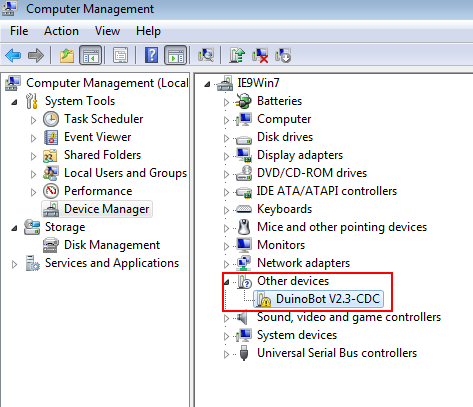 Computer Management
File Action View Help
Computer Management (Local
System Tools
Task Scheduler
Event Viewer
Shared Folders
Local Users and Groups
Performance
Device Manager
Storage
Disk Management
Services and Applications
IE9Win7
Batteries
Computer
Disk drives
Display adapters
DVD/CD-ROM drives
IDE ATA/ATAPI controllers
Keyboards
Mice and other pointing devices
Monitors
Network adapters
Other devices
DuinoBot V2.3-CDC
Sound, video and game controllers
System devices
Universal Serial Bus controllers